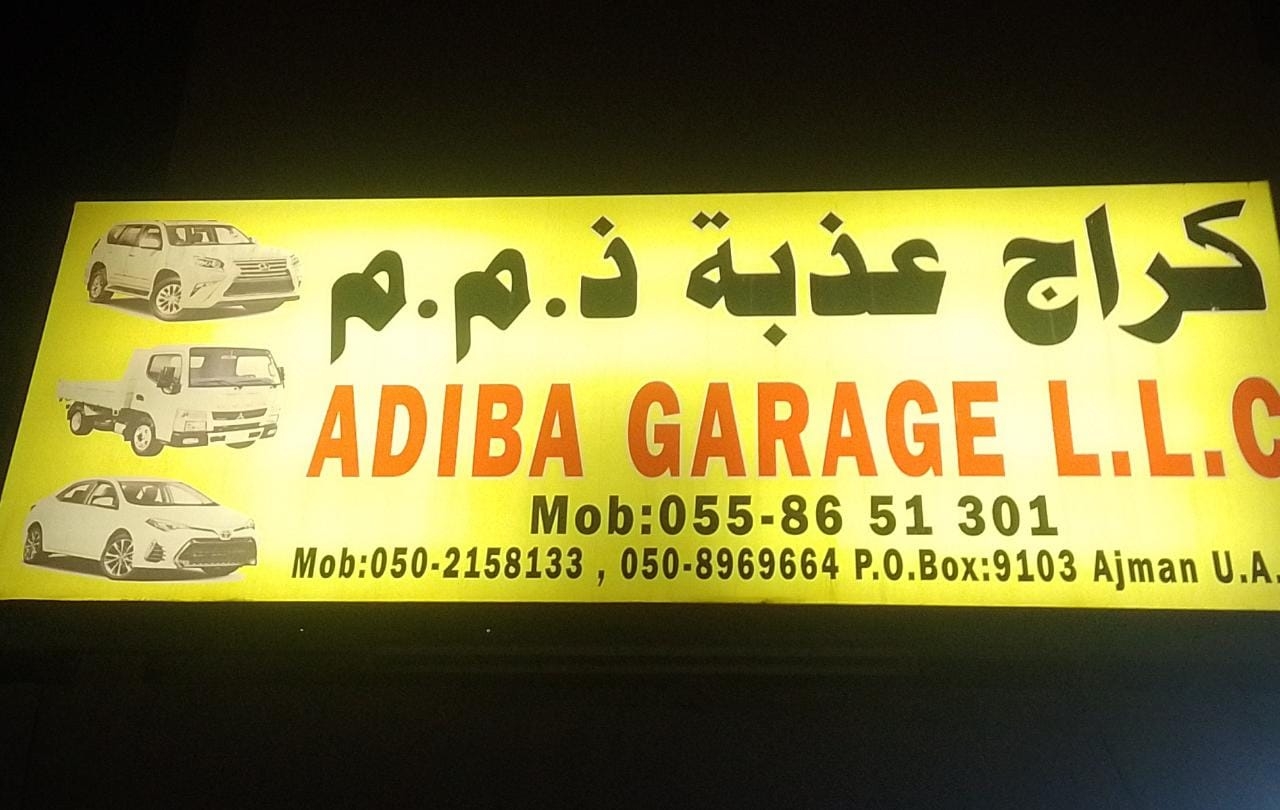 كراج عذبة ذ.م.م
ADIBA GARAGE L.L.C
Mob:055-86 51 301
Mob:050-2158133 , 050-8969664 P.O.Box:9103 Ajman U.A.